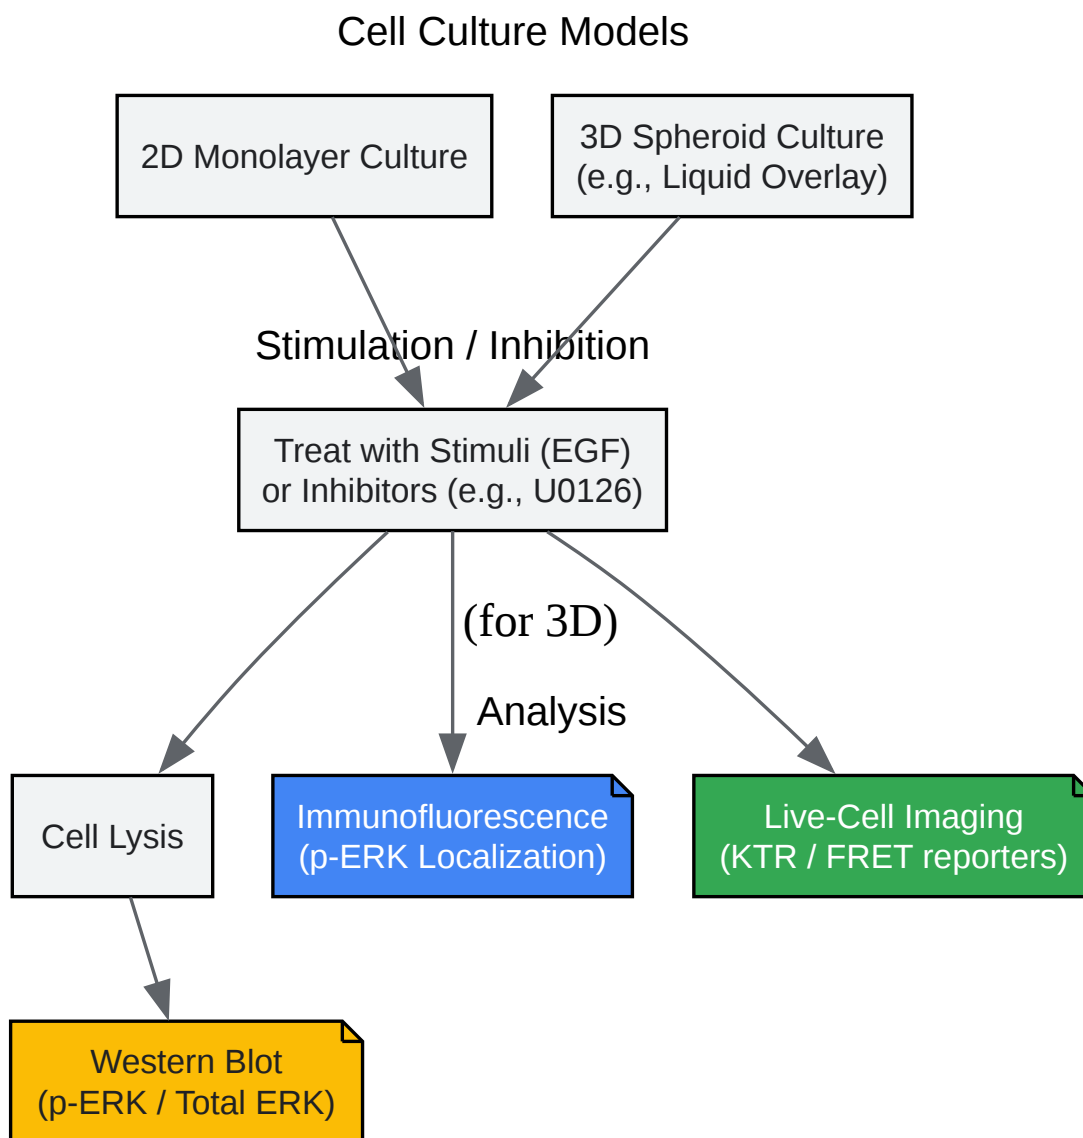 Cell Culture Models
2D Monolayer Culture
3D Spheroid Culture
(e.g., Liquid Overlay)
Stimulation / Inhibition
Treat with Stimuli (EGF)
or Inhibitors (e.g., U0126)
(for 3D)
Analysis
Cell Lysis
Immunofluorescence
(p-ERK Localization)
Live-Cell Imaging
(KTR / FRET reporters)
Western Blot
(p-ERK / Total ERK)